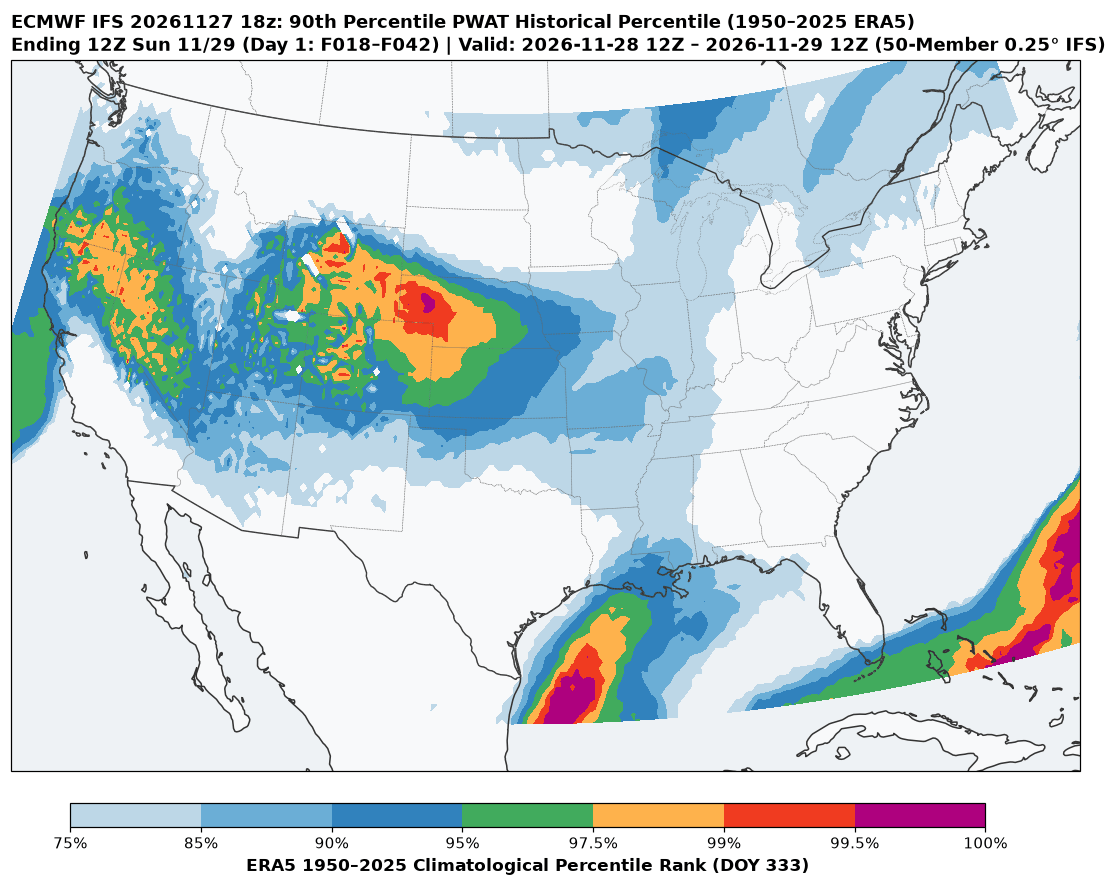 ECMWF IFS 20261127 18z: 90th Percentile PWAT Historical Percentile (1950–2025 ERA5)
Ending 12Z Sun 11/29 (Day 1: F018–F042) | Valid: 2026-11-28 12Z – 2026-11-29 12Z (50-Member 0.25° IFS)
75% 85% 90% 95% 97.5% 99% 99.5% 100%
ERA5 1950–2025 Climatological Percentile Rank (DOY 333)